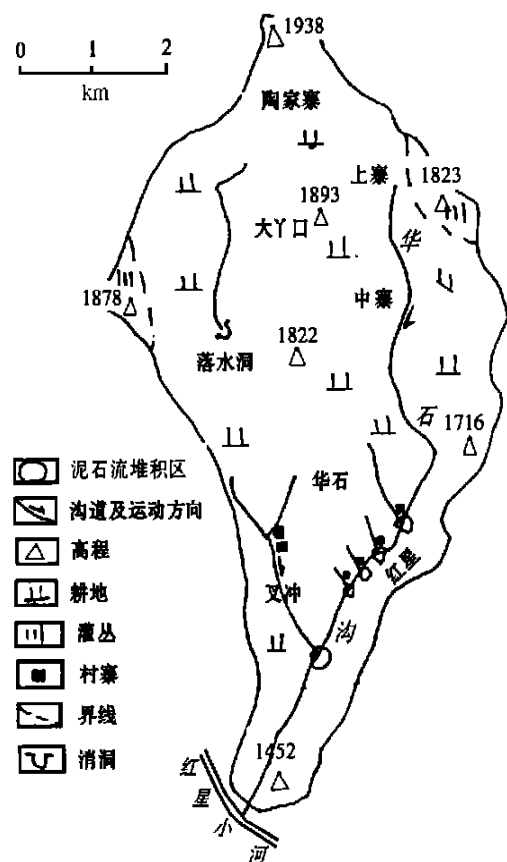 1938
0 1 2
km
陶家寨
上寨
1823
1893
大丫口
华
中寨
1878
1822
落水洞
石
1716
华石
红星
叉冲
沟
1452
红
星
小
河
泥石流堆积区
沟道及运动方向
高程
耕地
灌丛
村寨
界线
消洞